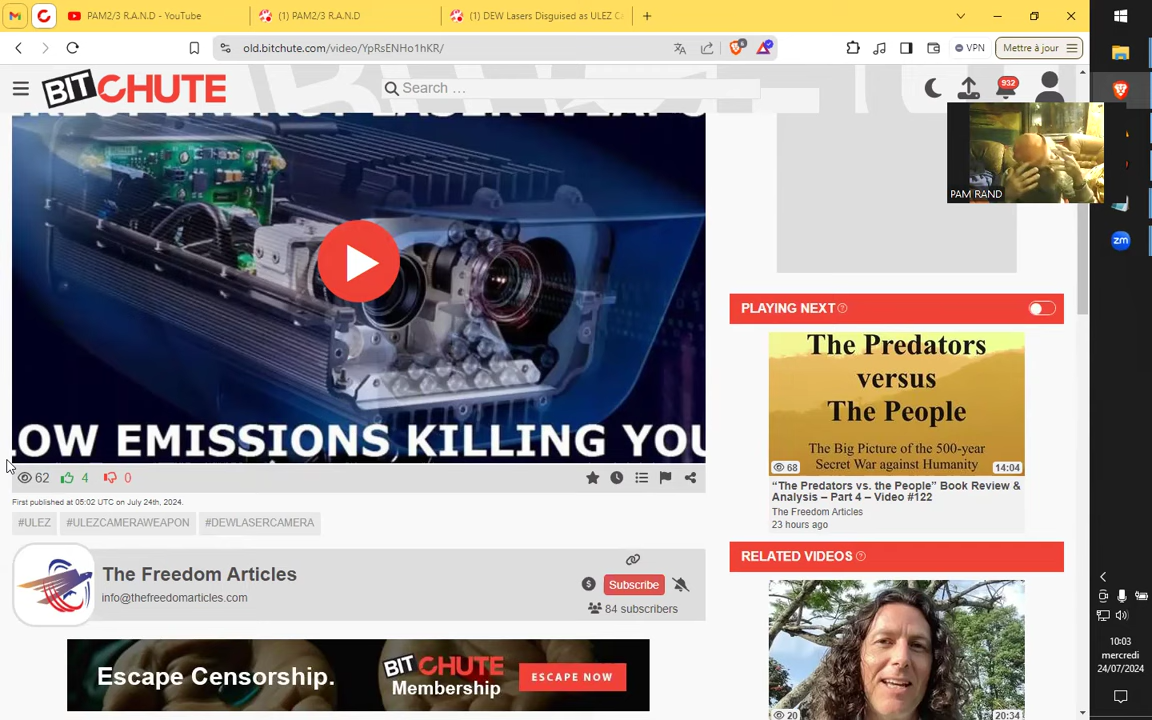 PAM2/3 R.A.N.D - YouTube
(1) PAM2/3 R.A.N.D
(1) DEW Lasers Disguised as ULEZ C
old.bitchute.com/video/YpRsENHo1hKR/
VPN
Mettre à jour
BITCHUTE
Search …
932
PAM RAND
LOW EMISSIONS,KILLING YOU
62 4 0
First published at 05:02 UTC on July 24th, 2024.
#ULEZ #ULEZCAMERAWEAPON #DEWLASERCAMERA
The Freedom Articles
info@thefreedomarticles.com
Subscribe
84 subscribers
Escape Censorship.
BITCHUTE
Membership
ESCAPE NOW
PLAYING NEXT
The Predators
versus
The People
The Big Picture of the 500-year
Secret War against Humanity
68 14:04
“The Predators vs. the People” Book Review &
Analysis – Part 4 – Video #122
The Freedom Articles
23 hours ago
RELATED VIDEOS
20 20:34
zm
10:03
mercredi
24/07/2024